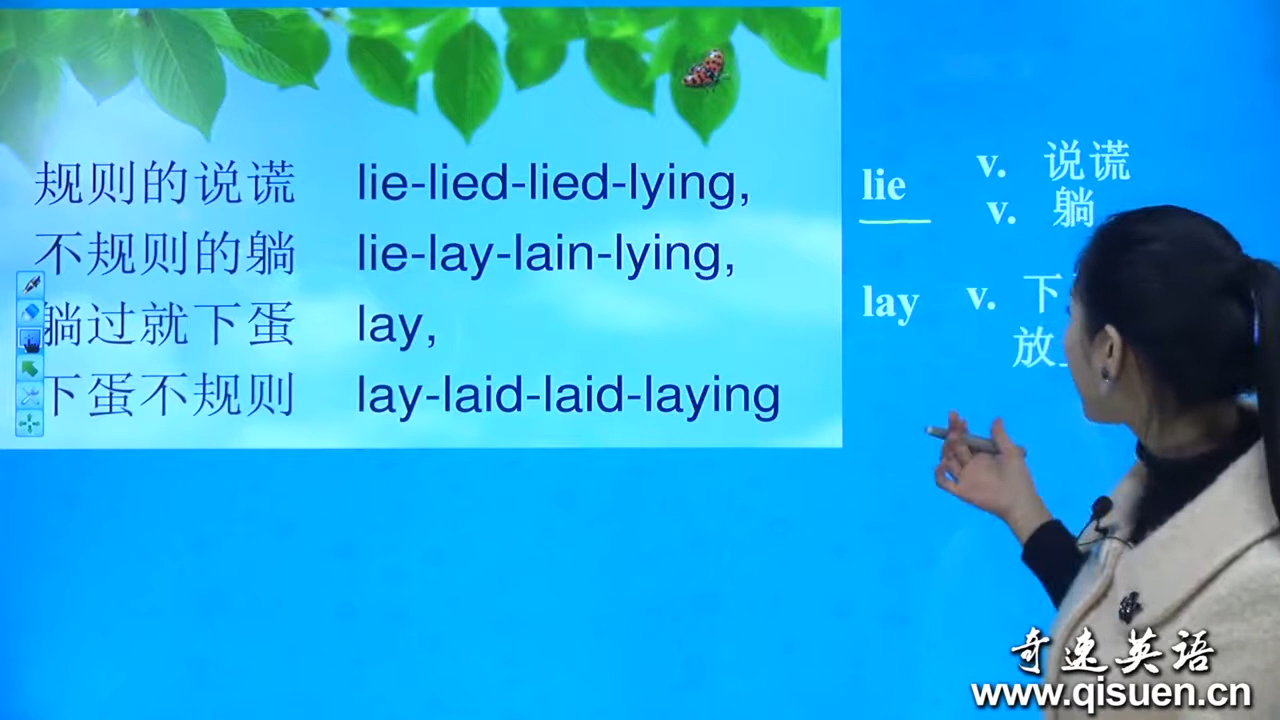 规则的说谎 lie-lied-lied-lying,
不规则的躺 lie-lay-lain-lying,
躺过就下蛋 lay,
下蛋不规则 lay-laid-laid-laying
lie v. 说谎
v. 躺
lay v. 下
放
奇速英语
www.qisuen.cn